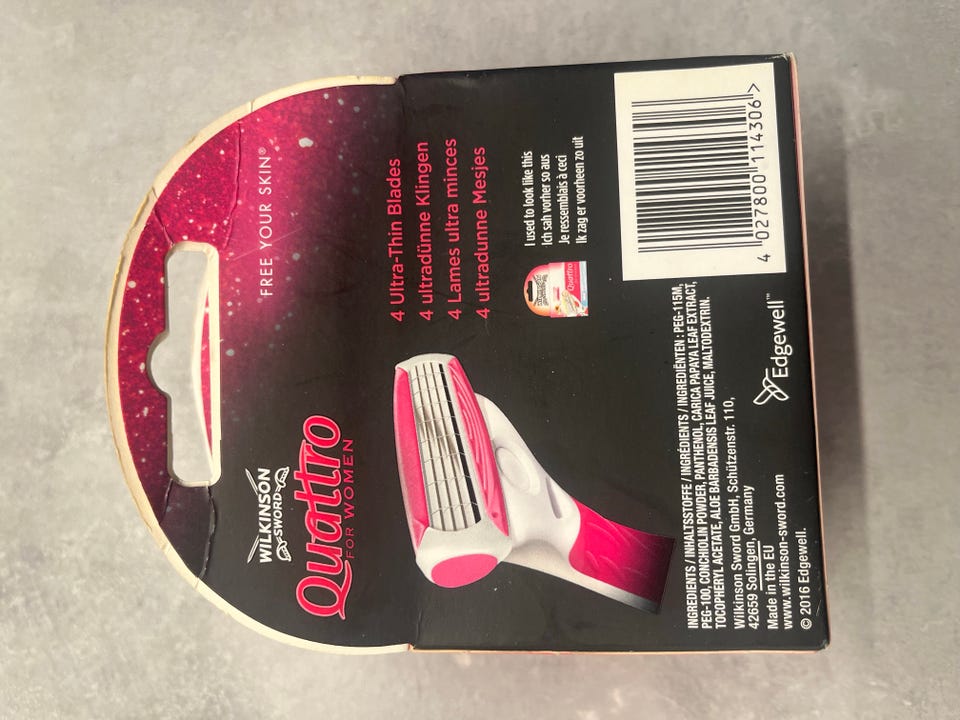 FREE YOUR SKIN®
WILKINSON
SWORD
Quattro
FOR WOMEN
4 Ultra-Thin Blades
4 ultradünne Klingen
4 Lames ultra minces
4 ultradunne Mesjes
I used to look like this
Ich sah vorher so aus
Je ressemblais à ceci
Ik zag er voorheen zo uit
Quattro
INGREDIENTS / INHALTSSTOFFE / INGRÉDIENTS / INGREDIËNTEN : PEG-115M,
PEG-100, CONCHIOLIN POWDER, PANTHENOL, CARICA PAPAYA LEAF EXTRACT,
TOCOPHERYL ACETATE, ALOE BARBADENSIS LEAF JUICE, MALTODEXTRIN.
Wilkinson Sword GmbH, Schützenstr. 110,
42659 Solingen, Germany
Made in the EU
www.wilkinson-sword.com
© 2016 Edgewell.
Edgewell™
4 027800 114306 >